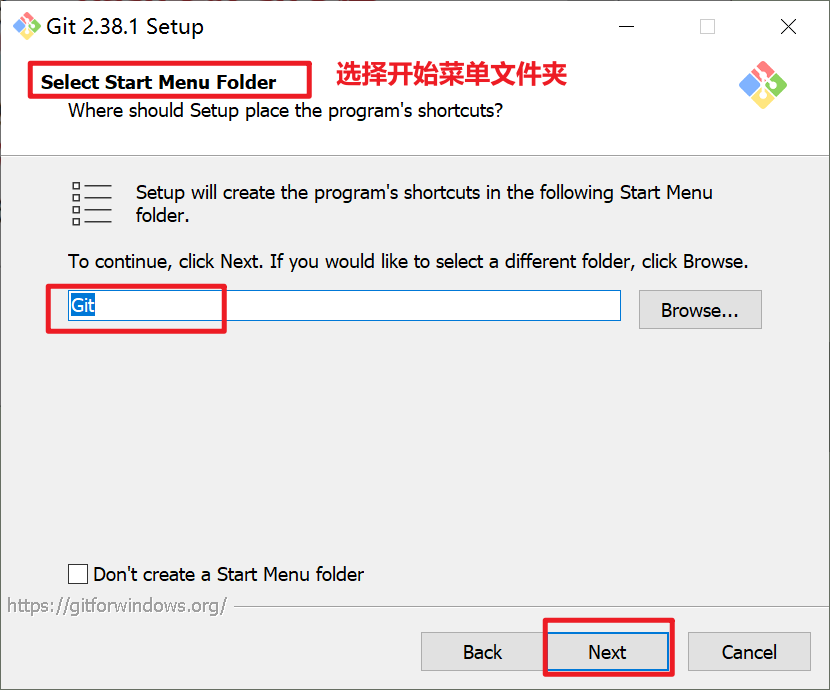 Git 2.38.1 Setup
Select Start Menu Folder
选择开始菜单文件夹
Where should Setup place the program's shortcuts?
Setup will create the program's shortcuts in the following Start Menu
folder.
To continue, click Next. If you would like to select a different folder, click Browse.
Git
Browse...
Don't create a Start Menu folder
https://gitforwindows.org/
Back
Next
Cancel